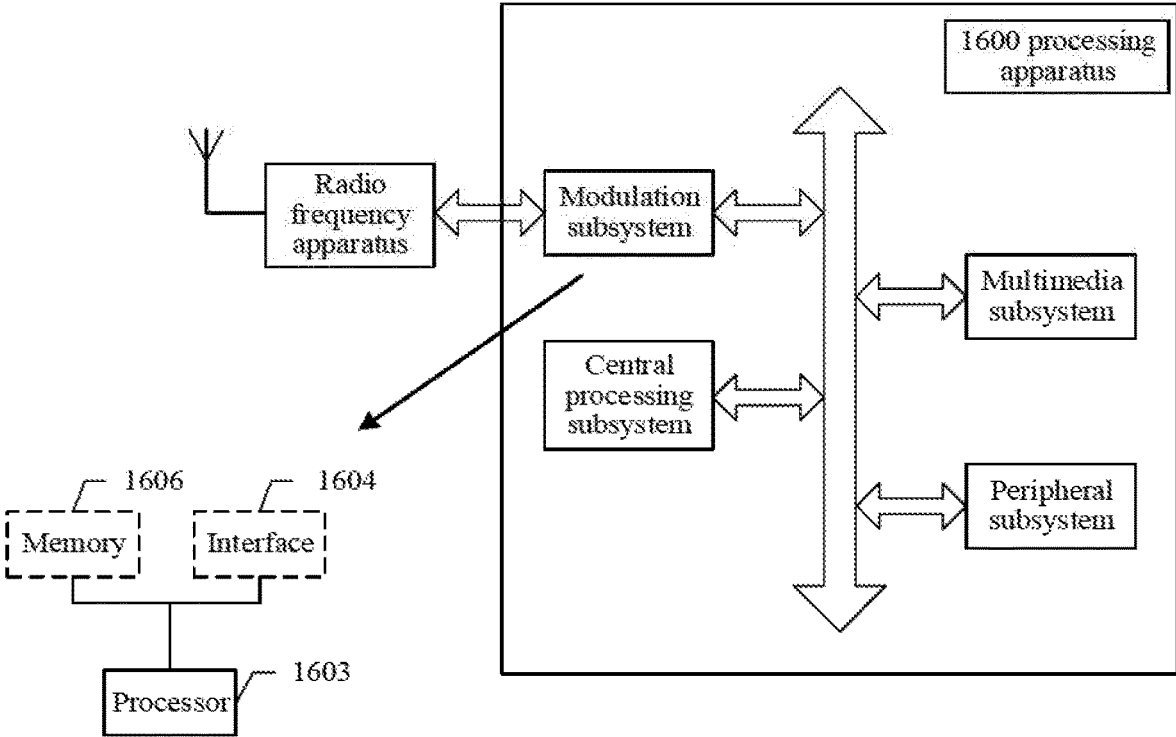 1600 processing
apparatus
Radio
frequency
apparatus
Modulation
subsystem
Multimedia
subsystem
Central
processing
subsystem
Peripheral
subsystem
1606
1604
Memory
Interface
1603
Processor